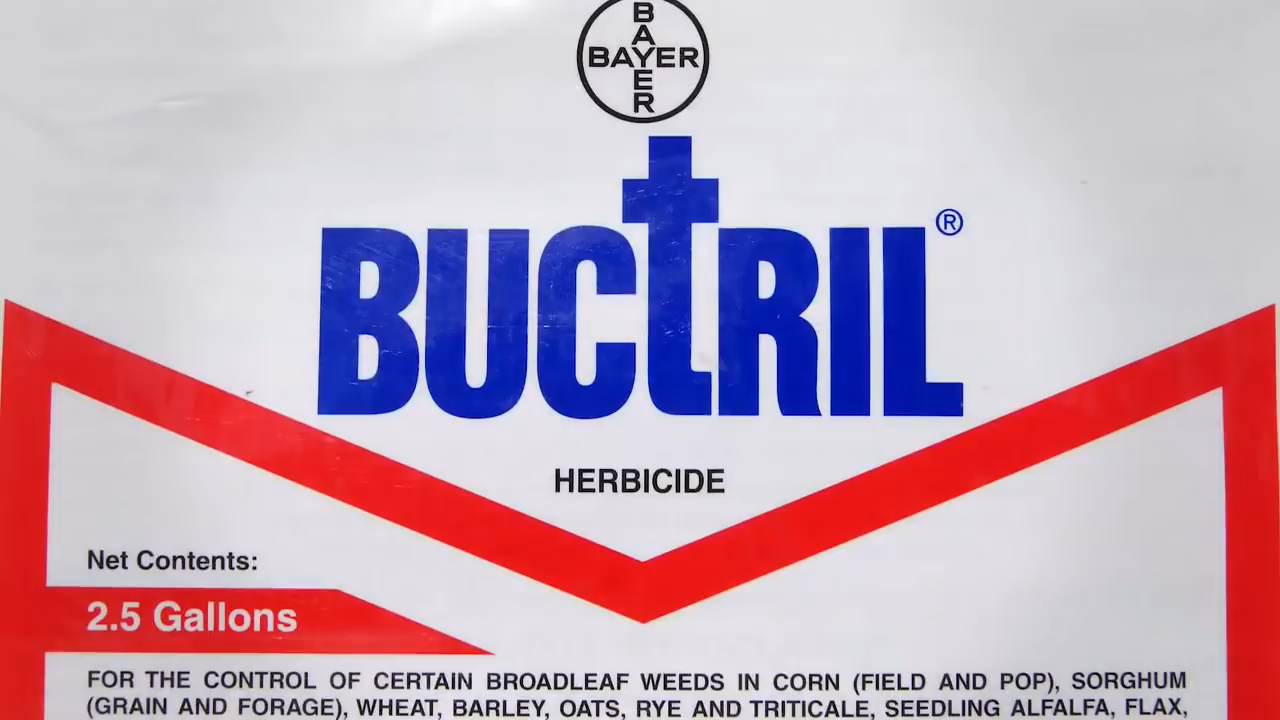 BAYER
BAYER
BUCtRIL®
HERBICIDE
Net Contents:
2.5 Gallons
FOR THE CONTROL OF CERTAIN BROADLEAF WEEDS IN CORN (FIELD AND POP), SORGHUM
(GRAIN AND FORAGE), WHEAT, BARLEY, OATS, RYE AND TRITICALE, SEEDLING ALFALFA, FLAX,